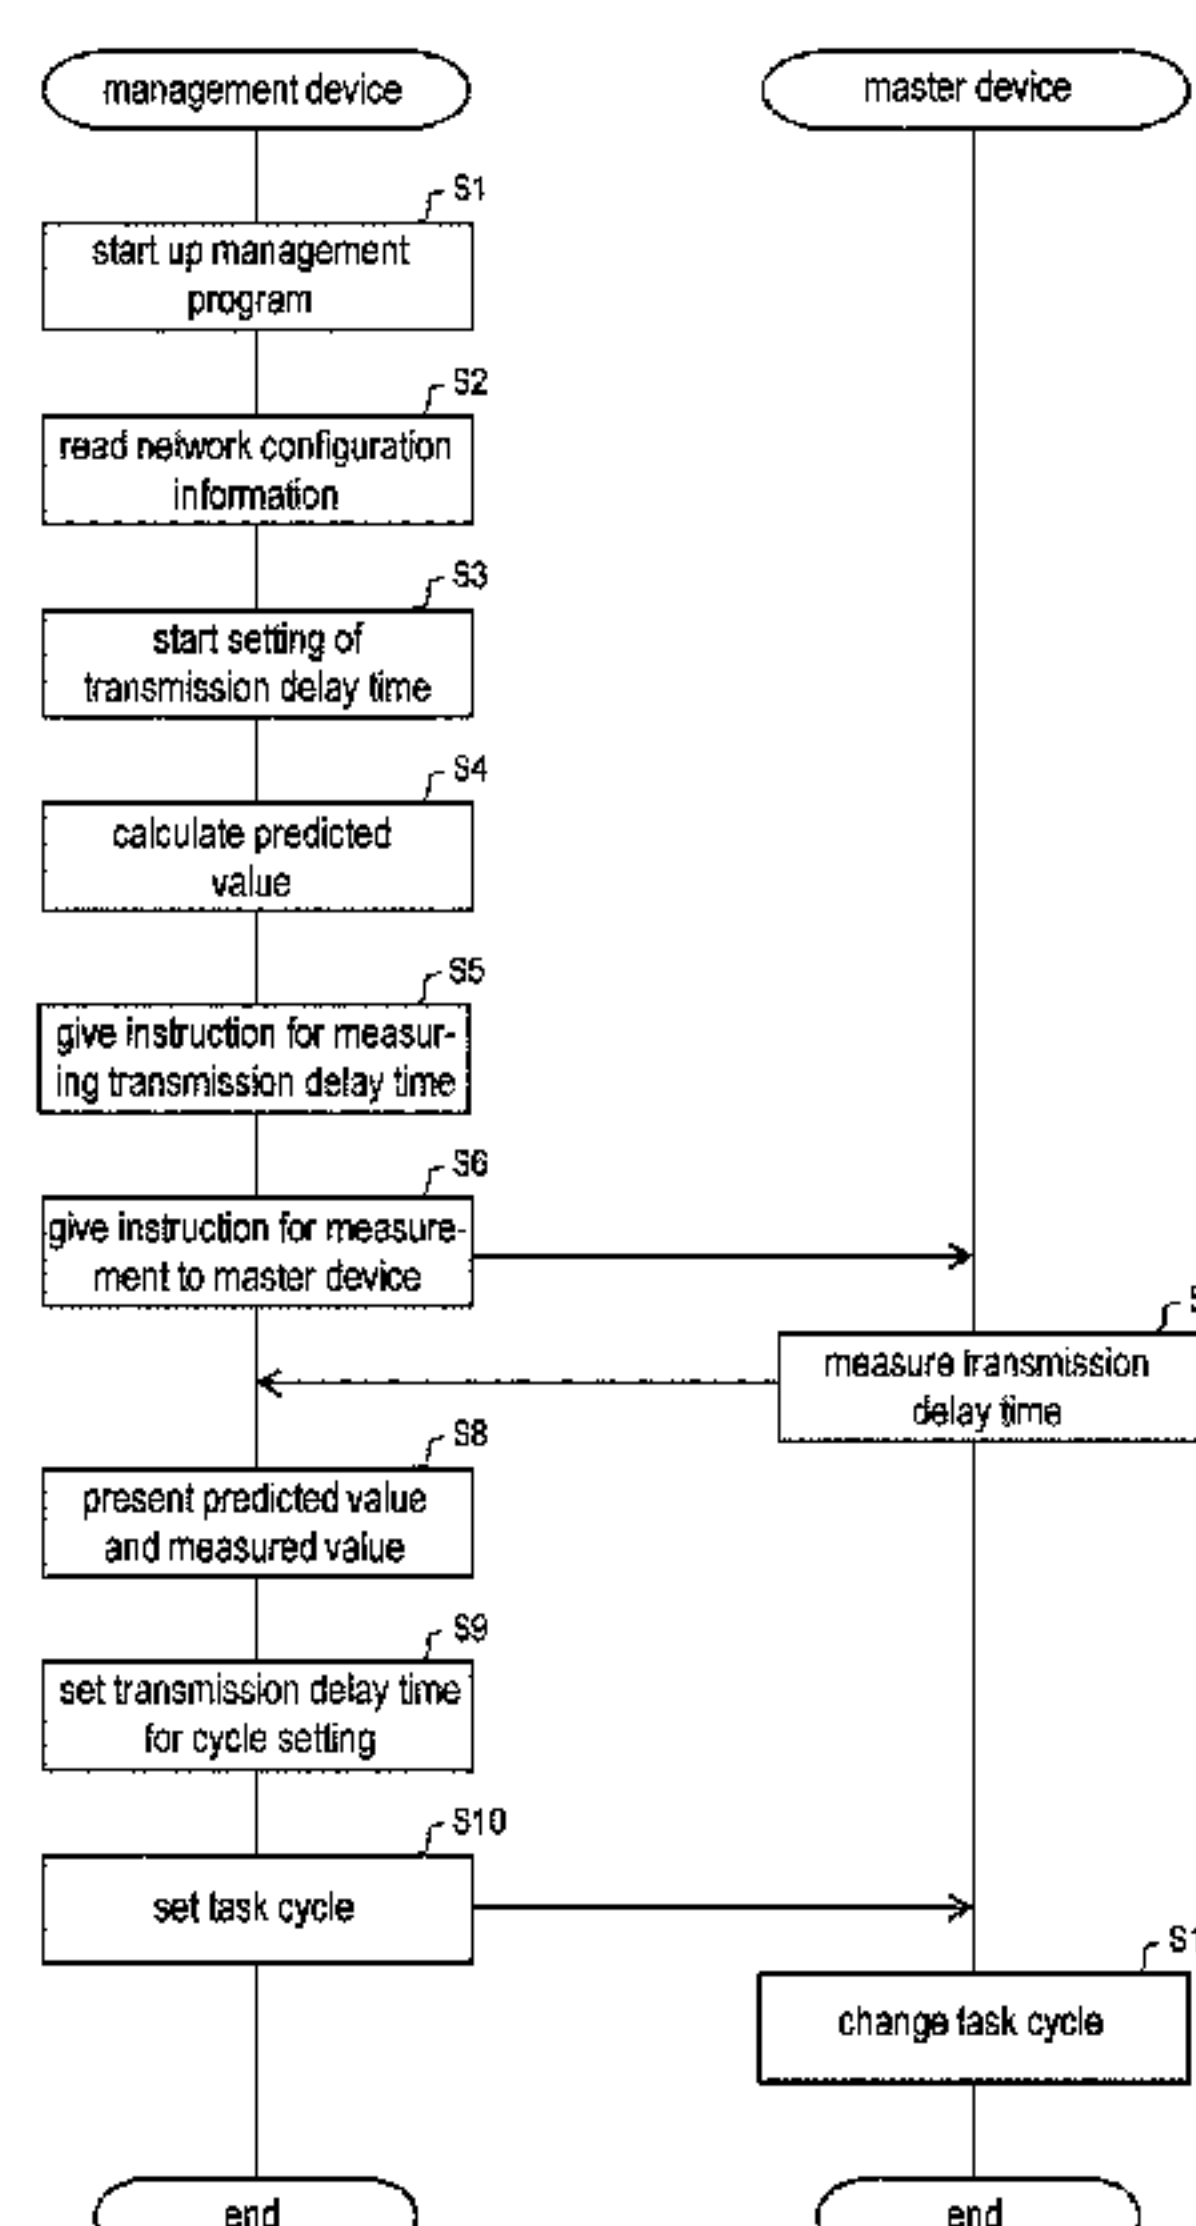 management device
master device
S1
start up management
program
S2
read network configuration
information
S3
start setting of
transmission delay time
S4
calculate predicted
value
S5
give instruction for measur-
ing transmission delay time
S6
give instruction for measure-
ment to master device
measure transmission
delay time
S8
present predicted value
and measured value
S9
set transmission delay time
for cycle setting
S10
set task cycle
change task cycle
end
end